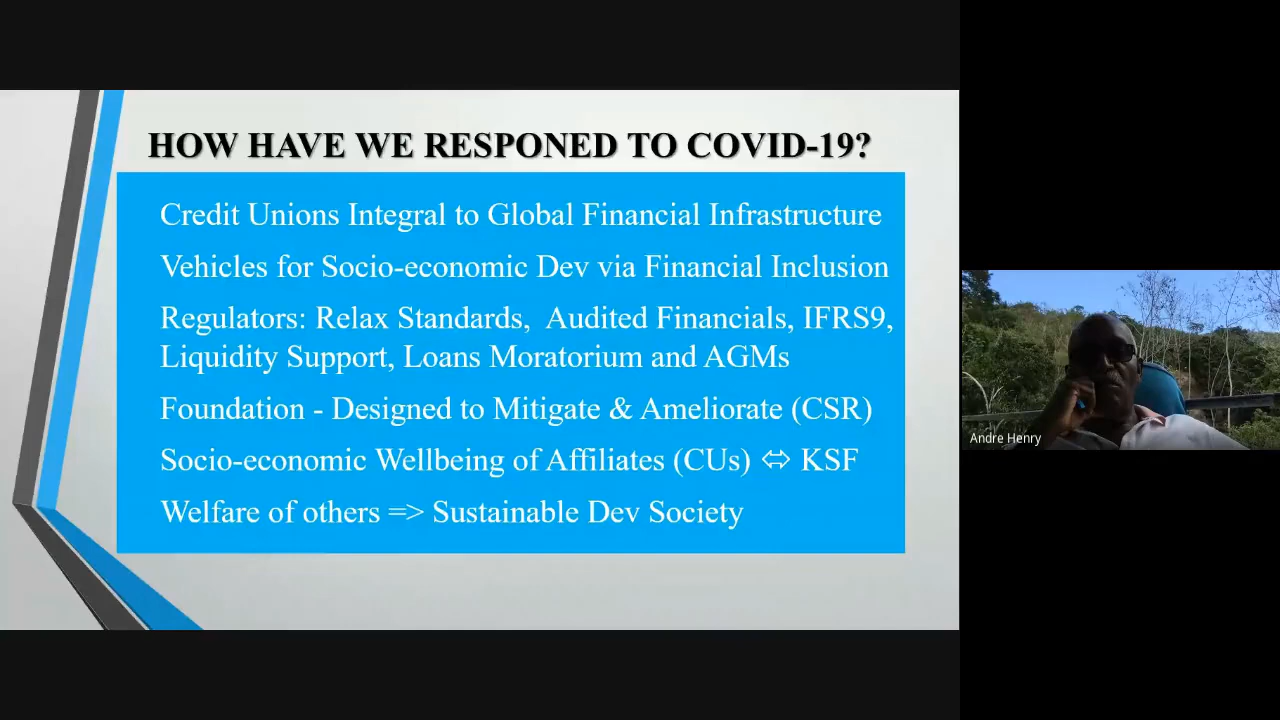 HOW HAVE WE RESPONED TO COVID-19?
Credit Unions Integral to Global Financial Infrastructure
Vehicles for Socio-economic Dev via Financial Inclusion
Regulators: Relax Standards, Audited Financials, IFRS9,
Liquidity Support, Loans Moratorium and AGMs
Foundation - Designed to Mitigate & Ameliorate (CSR)
Socio-economic Wellbeing of Affiliates (CUs) ⇔ KSF
Welfare of others => Sustainable Dev Society
Andre Henry